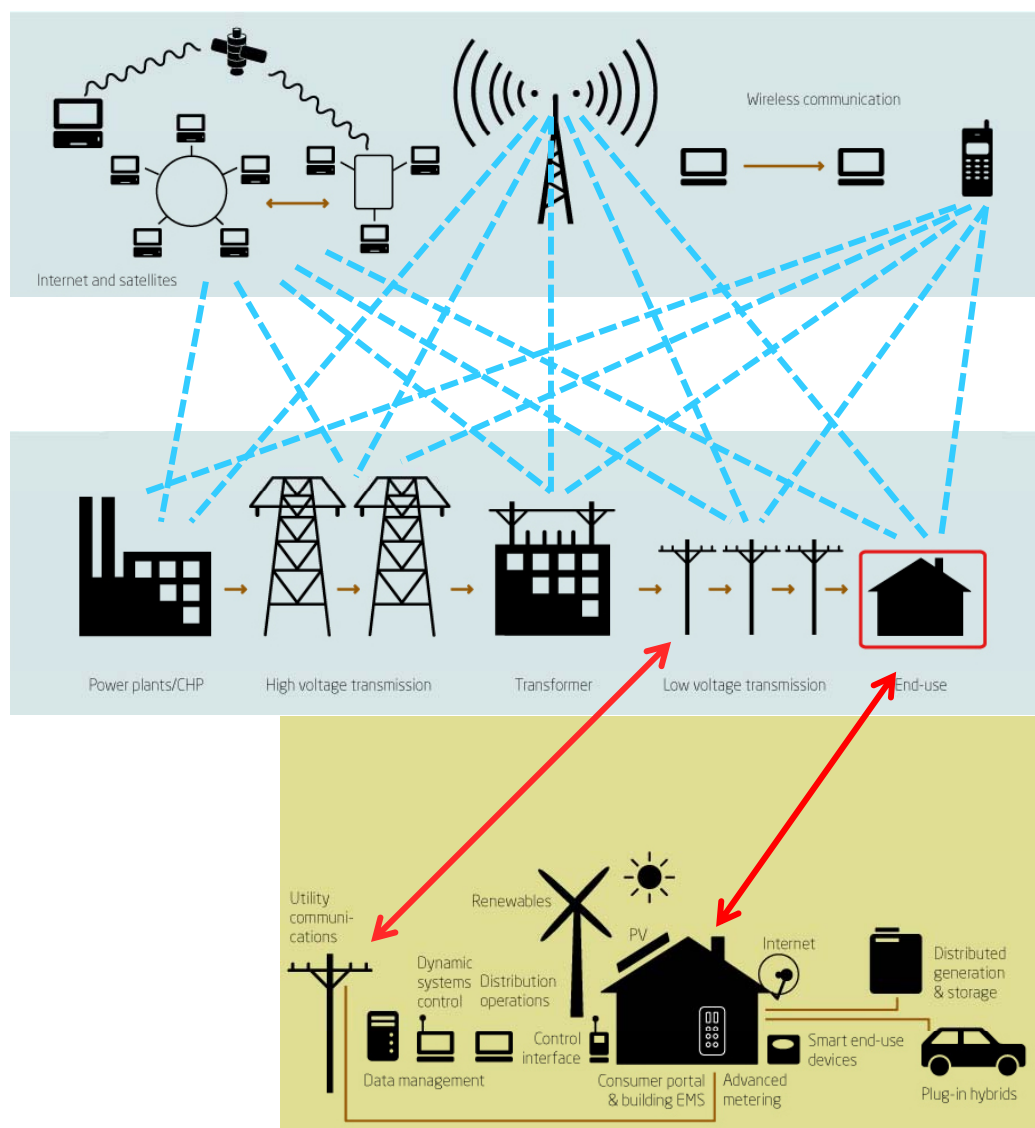 Wireless communication
Internet and satellites
Power plants/CHP
High voltage transmission
Transformer
Low voltage transmission
End-use
Utility
communi-
cations
Renewables
PV
Internet
Distributed
generation
& storage
Dynamic
systems
control
Distribution
operations
Control
interface
Smart end-use
devices
Data management
Consumer portal
& building EMS
Advanced
metering
Plug-in hybrids